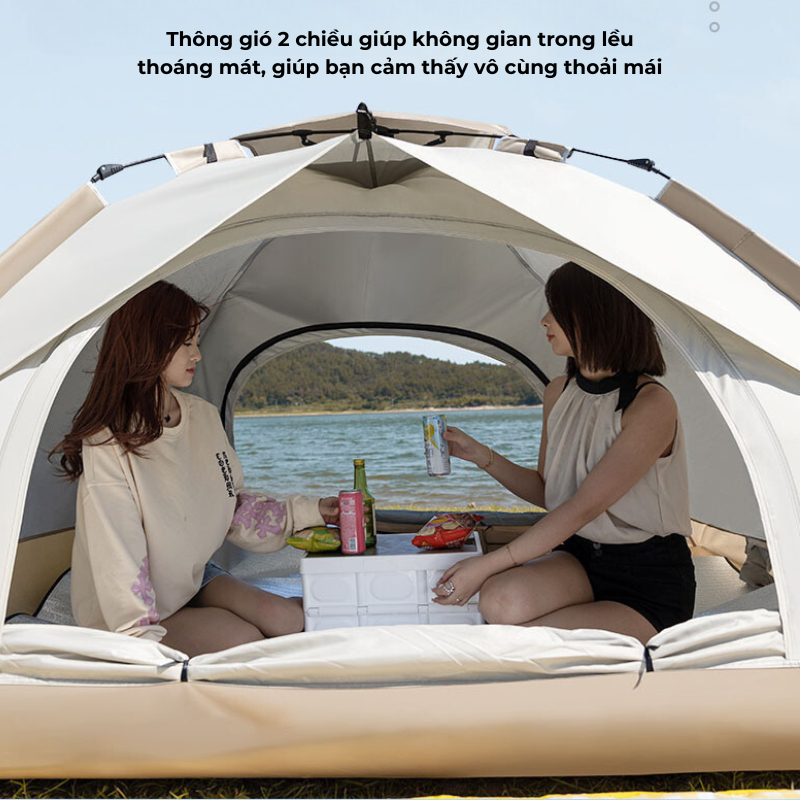 Thông gió 2 chiều giúp không gian trong lều
thoáng mát, giúp bạn cảm thấy vô cùng thoải mái